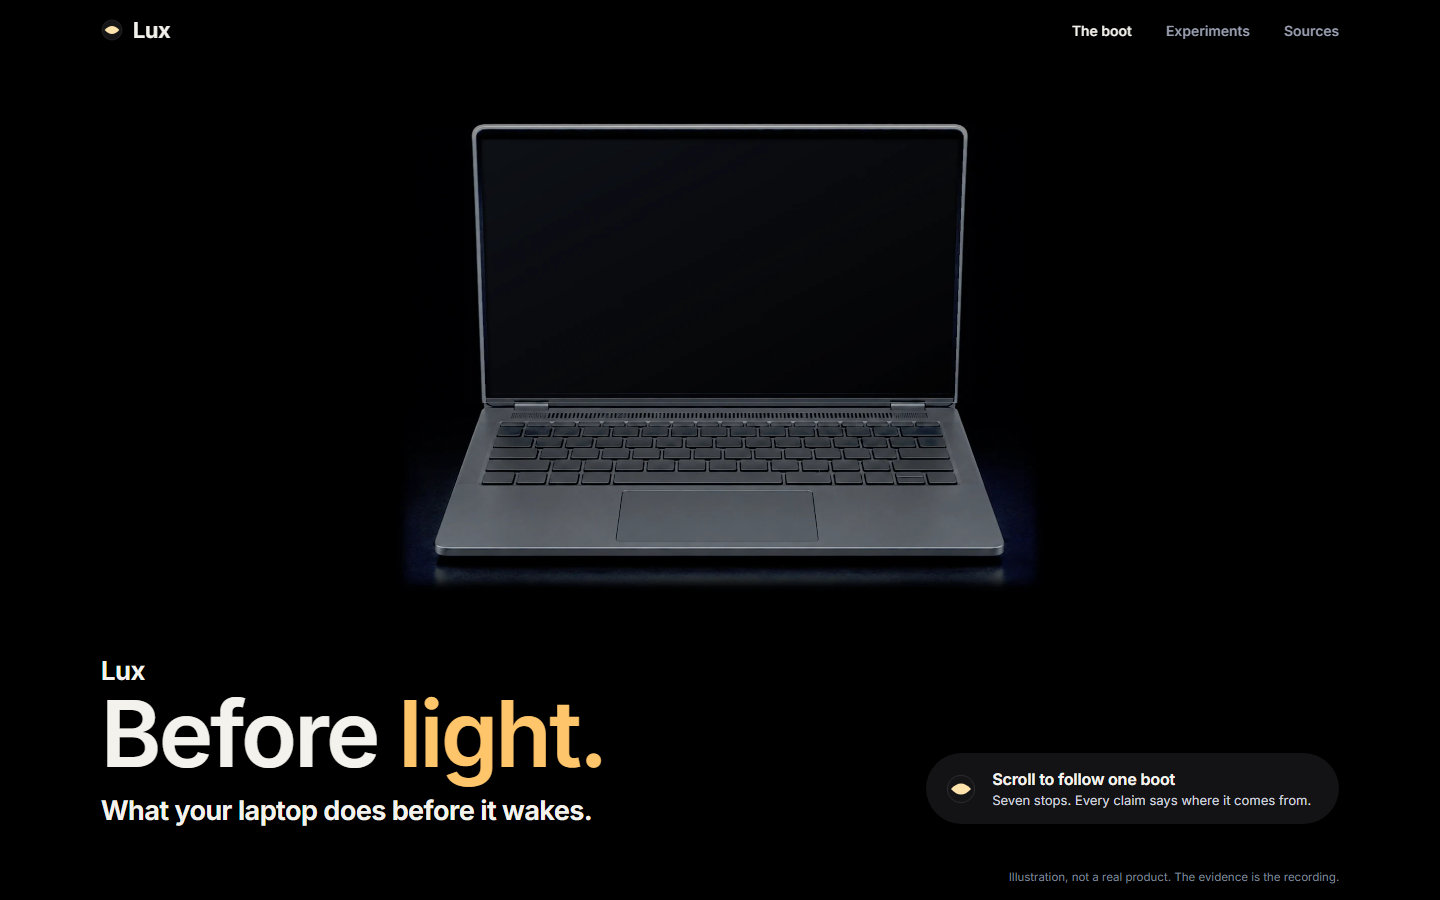 Lux
The boot
Experiments
Sources
Lux
Before light.
What your laptop does before it wakes.
Scroll to follow one boot
Seven stops. Every claim says where it comes from.
Illustration, not a real product. The evidence is the recording.